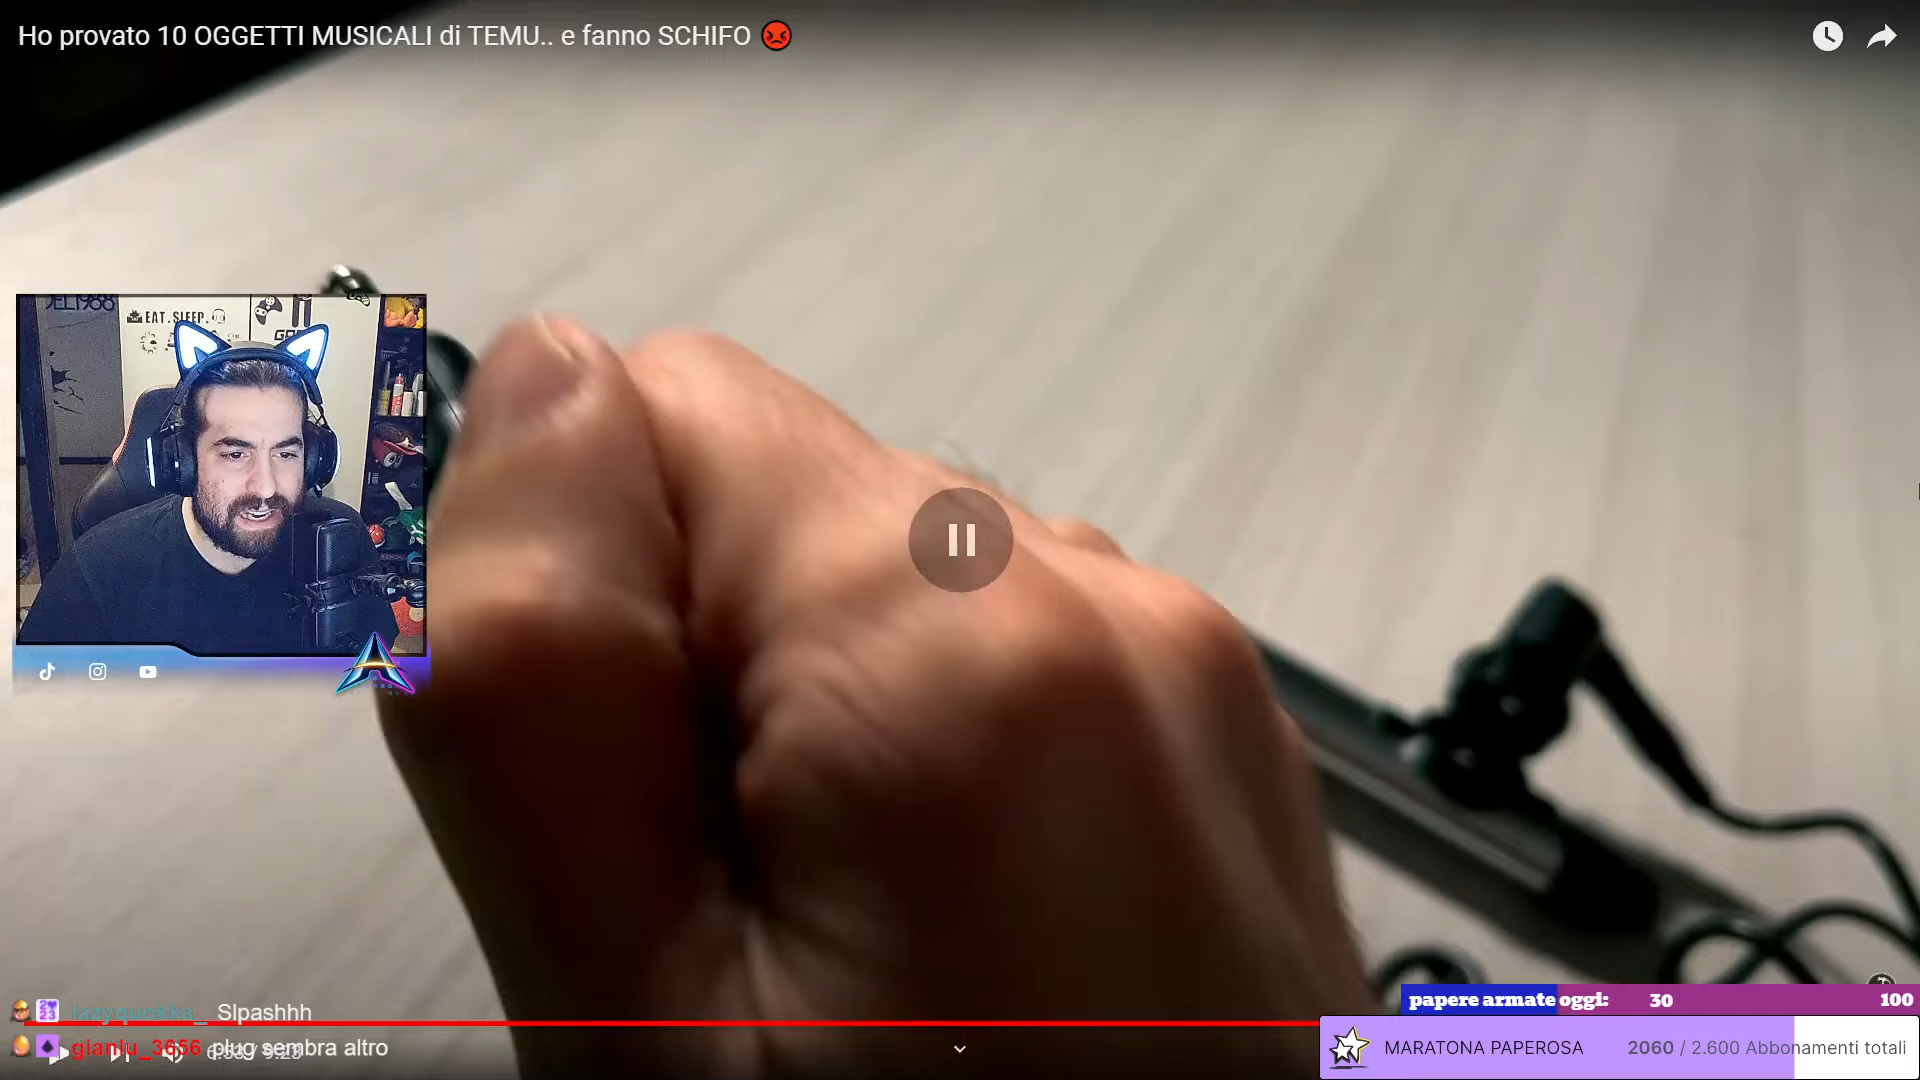 Ho provato 10 OGGETTI MUSICALI di TEMU.. e fanno SCHIFO
EAT.SLEEP.
Slpashhh
gianlu_3656 plug sembra altro
papere armate oggi: 30 100
MARATONA PAPEROSA 2060 / 2.600 Abbonamenti totali